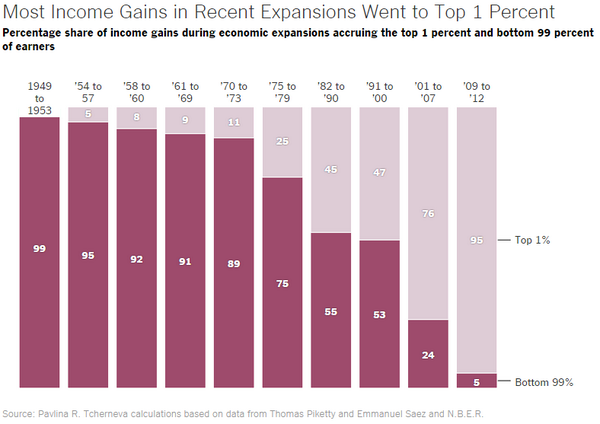 Most Income Gains in Recent Expansions Went to Top 1 Percent
Percentage share of income gains during economic expansions accruing the top 1 percent and bottom 99 percent
of earners
1949
to
1953
'54 to
57
'58 to
'60
'61 to
'69
'70 to
'73
'75 to
'79
'82 to
'90
'91 to
'00
'01 to
'07
'09 to
'12
5
8
9
11
25
45
47
76
95
Top 1%
99
95
92
91
89
75
55
53
24
5
Bottom 99%
Source: Pavlina R. Tcherneva calculations based on data from Thomas Piketty and Emmanuel Saez and N.B.E.R.